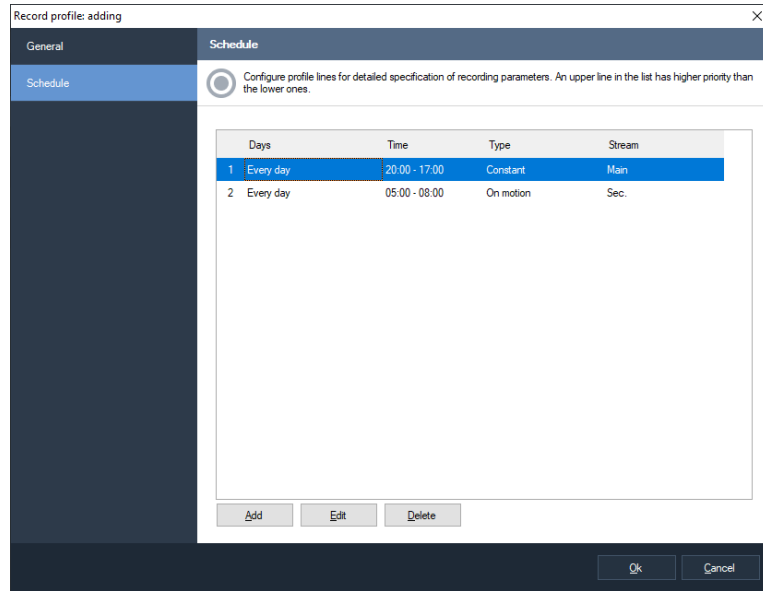 Record profile: adding
General
Schedule
Schedule
Configure profile lines for detailed specification of recording parameters. An upper line in the list has higher priority than
the lower ones.
Days Time Type Stream
1 Every day 20:00 - 17:00 Constant Main
2 Every day 05:00 - 08:00 On motion Sec.
Add Edit Delete
Ok Cancel